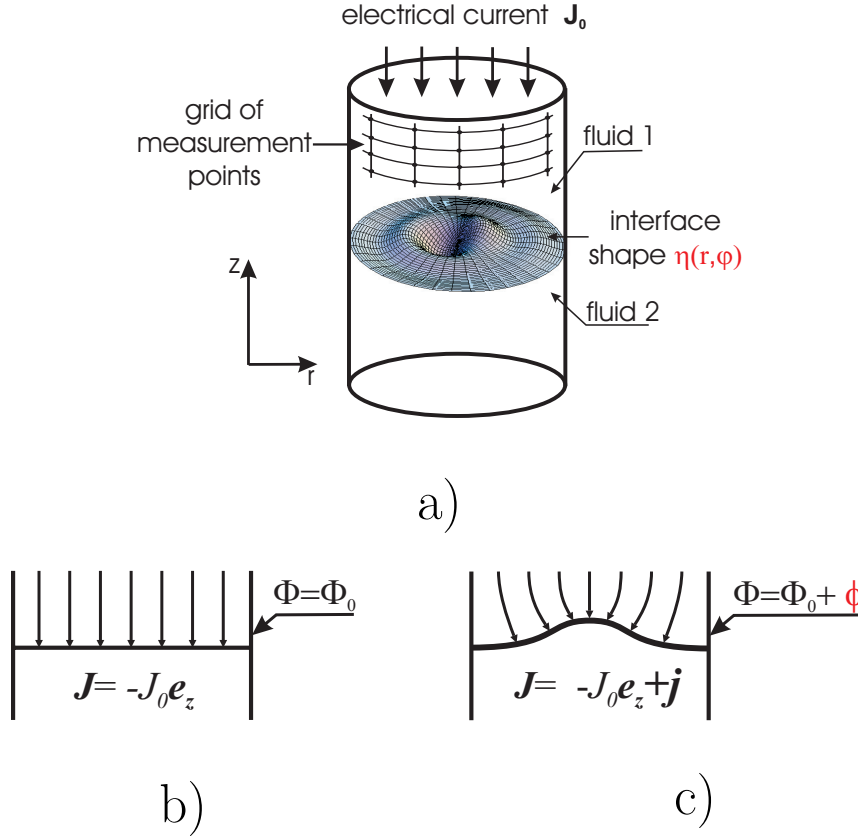 electrical current J₀
grid of
measurement
points
fluid 1
interface
shape η(r,φ)
z
fluid 2
r
a)
Φ=Φ₀
J= -J₀e_z
b)
Φ=Φ₀+ ϕ
J= -J₀e_z+j
c)